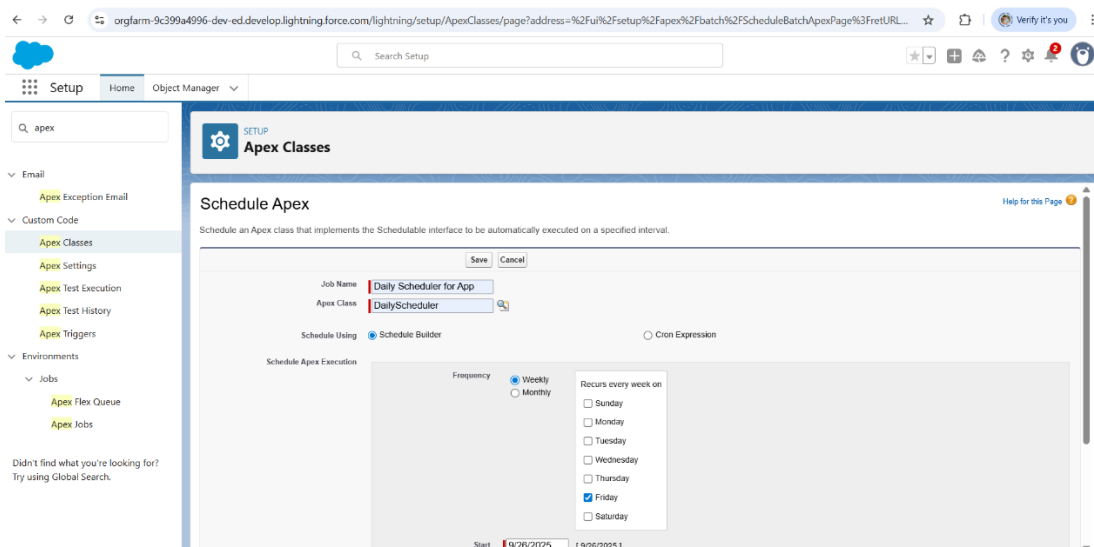 orgfarm-9c399a4996-dev-ed.develop.lightning.force.com/lightning/setup/ApexClasses/page?address=%2Fui%2Fsetup%2Fapex%2Fbatch%2FScheduleBatchApexPage%3FretURL...
Verify it's you
Search Setup
2
Setup
Home
Object Manager
apex
SETUP
Apex Classes
Email
Apex Exception Email
Custom Code
Apex Classes
Apex Settings
Apex Test Execution
Apex Test History
Apex Triggers
Environments
Jobs
Apex Flex Queue
Apex Jobs
Didn't find what you're looking for?
Try using Global Search.
Schedule Apex
Help for this Page
Schedule an Apex class that implements the Schedulable interface to be automatically executed on a specified interval.
Save Cancel
Job Name Daily Scheduler for App
Apex Class DailyScheduler
Schedule Using Schedule Builder Cron Expression
Schedule Apex Execution
Frequency Weekly
Monthly
Recurs every week on
Sunday
Monday
Tuesday
Wednesday
Thursday
Friday
Saturday
Start 9/26/2025 [ 9/26/2025 ]